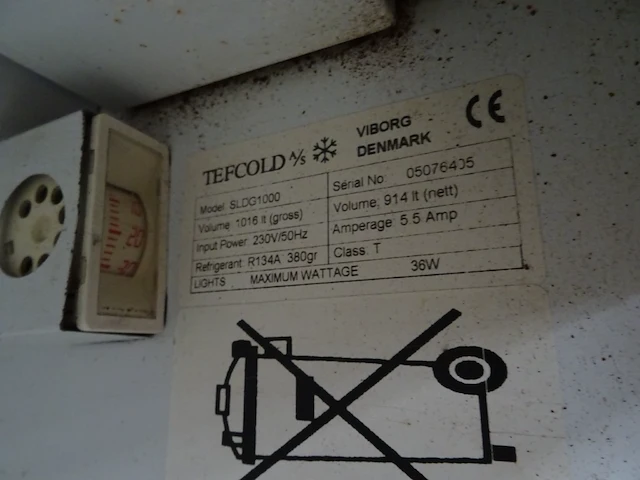 TEFCOLD A/S VIBORG DENMARK CE
Model SLDG1000 Serial No: 05076405
Volume 1016 lt (gross) Volume: 914 lt (nett)
Input Power 230V/50Hz Amperage 5.5 Amp
Refrigerant R134A 380gr Class. T
LIGHTS MAXIMUM WATTAGE 36W